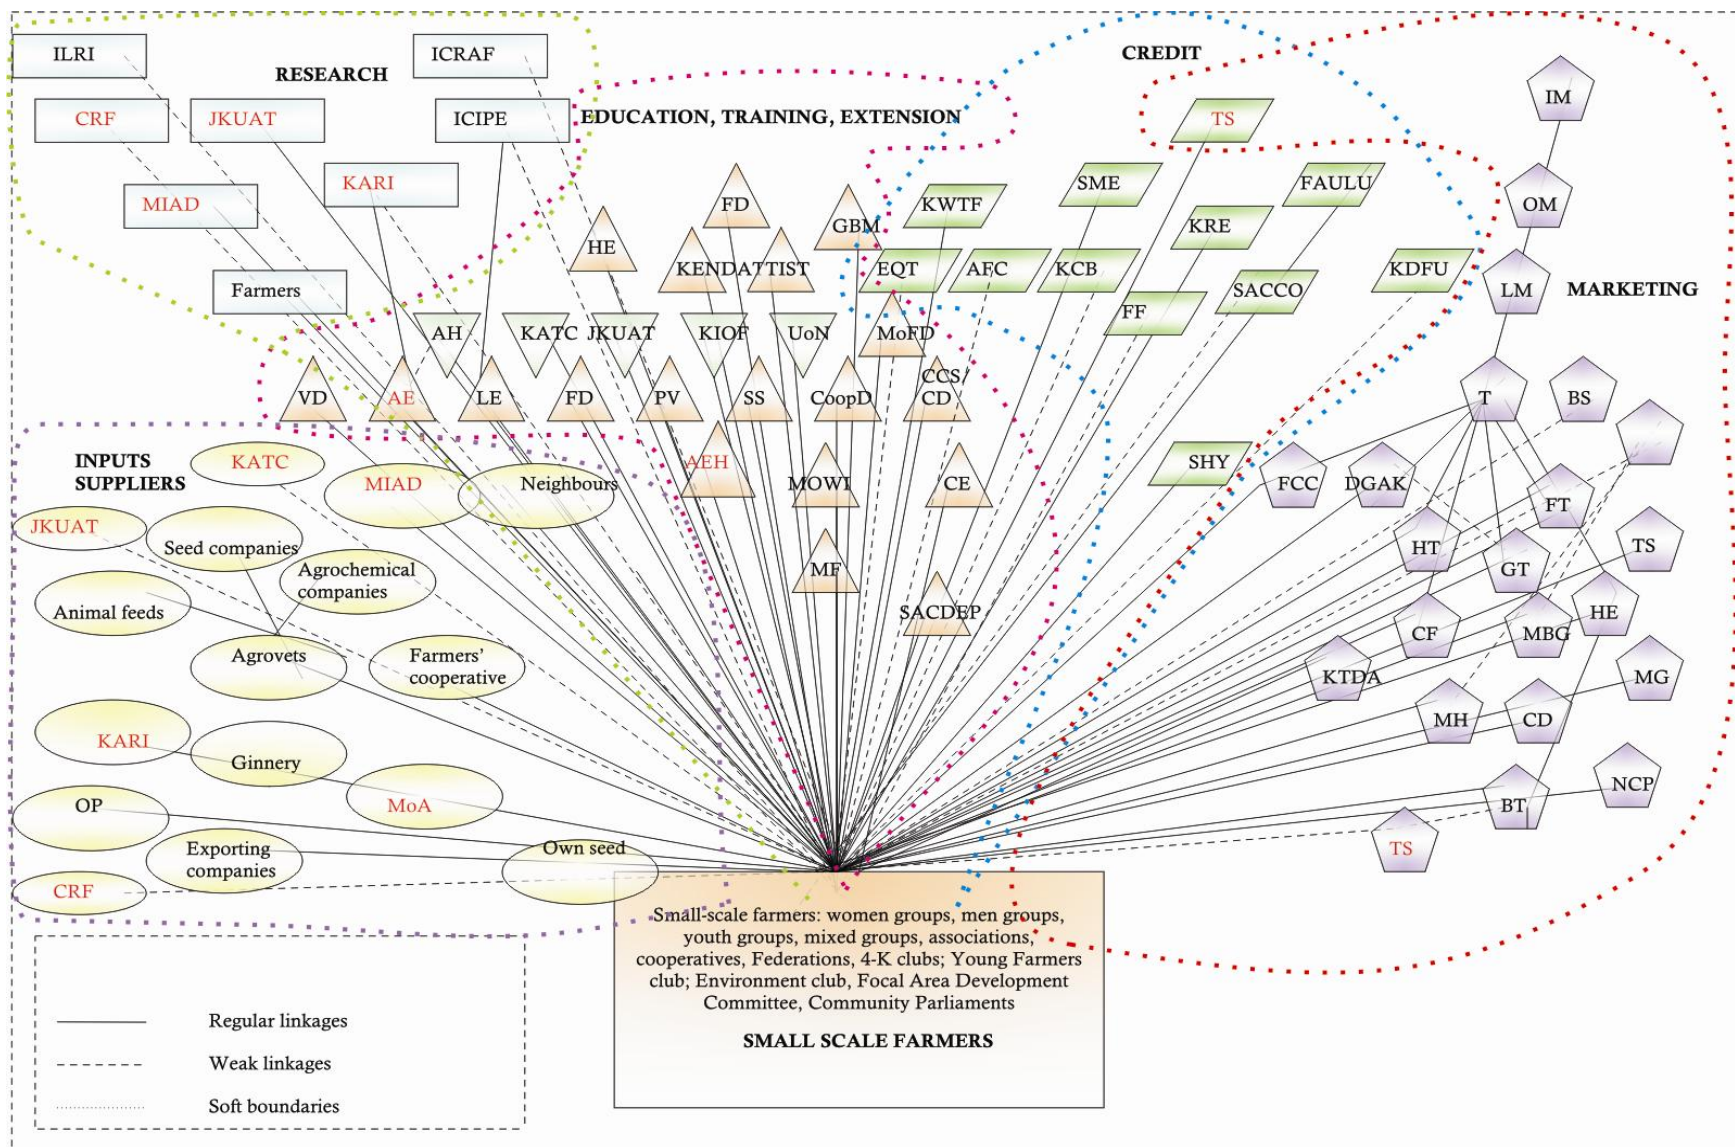 ILRI
ICRAF
CREDIT
RESEARCH
IM
CRF
JKUAT
ICIPE
EDUCATION, TRAINING, EXTENSION
TS
KARI
SME
FAULU
MIAD
FD
KWTF
OM
GBM
KRE
HE
KENDAT
TIST
EQT
AFC
KCB
KDFU
Farmers
SACCO
LM
MARKETING
FF
AH
KATC
JKUAT
KIOF
UoN
MoFD
CCS/
CD
VD
AE
LE
FD
PV
SS
CoopD
T
BS
INPUTS
SUPPLIERS
KATC
AEH
SHY
MIAD
Neighbours
MOWI
CE
FCC
DGAK
FT
JKUAT
Seed companies
HT
TS
Agrochemical
companies
MF
GT
Animal feeds
SACDEP
HE
CF
MBG
Agrovets
Farmers’
cooperative
KTDA
MG
MH
CD
KARI
Ginnery
NCP
OP
MoA
BT
Exporting
companies
Own seed
TS
CRF
Small-scale farmers: women groups, men groups,
youth groups, mixed groups, associations,
cooperatives, Federations, 4-K clubs; Young Farmers
club; Environment club, Focal Area Development
Committee, Community Parliaments
SMALL SCALE FARMERS
Regular linkages
Weak linkages
Soft boundaries